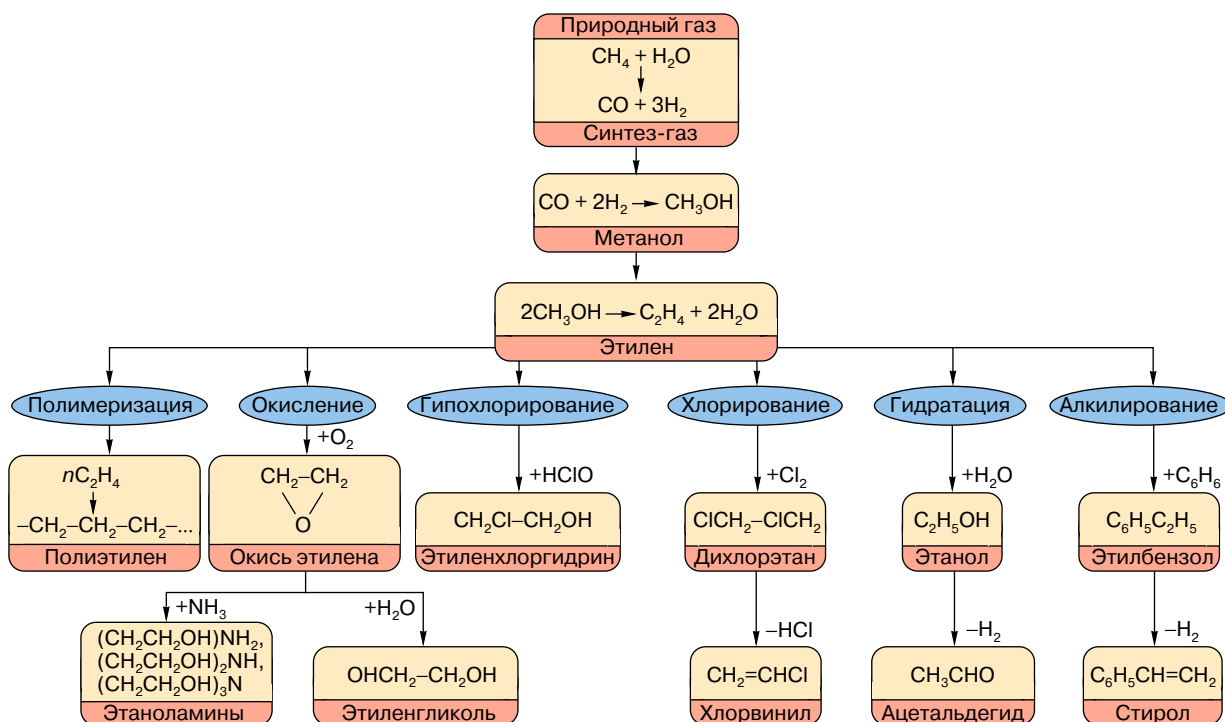 Природный газ
CH₄ + H₂O
CO + 3H₂
Синтез-газ
CO + 2H₂ → CH₃OH
Метанол
2CH₃OH → C₂H₄ + 2H₂O
Этилен
Полимеризация
Окисление
Гипохлорирование
Хлорирование
Гидратация
Алкилирование
+O₂
+HClO
+Cl₂
+H₂O
+C₆H₆
nC₂H₄
–CH₂–CH₂–CH₂–...
Полиэтилен
CH₂–CH₂
O
Окись этилена
CH₂Cl–CH₂OH
Этиленхлоргидрин
ClCH₂–ClCH₂
Дихлорэтан
C₂H₅OH
Этанол
C₆H₅C₂H₅
Этилбензол
+NH₃
+H₂O
–HCl
–H₂
–H₂
(CH₂CH₂OH)NH₂,
(CH₂CH₂OH)₂NH,
(CH₂CH₂OH)₃N
Этаноламины
OHCH₂–CH₂OH
Этиленгликоль
CH₂=CHCl
Хлорвинил
CH₃CHO
Ацетальдегид
C₆H₅CH=CH₂
Стирол